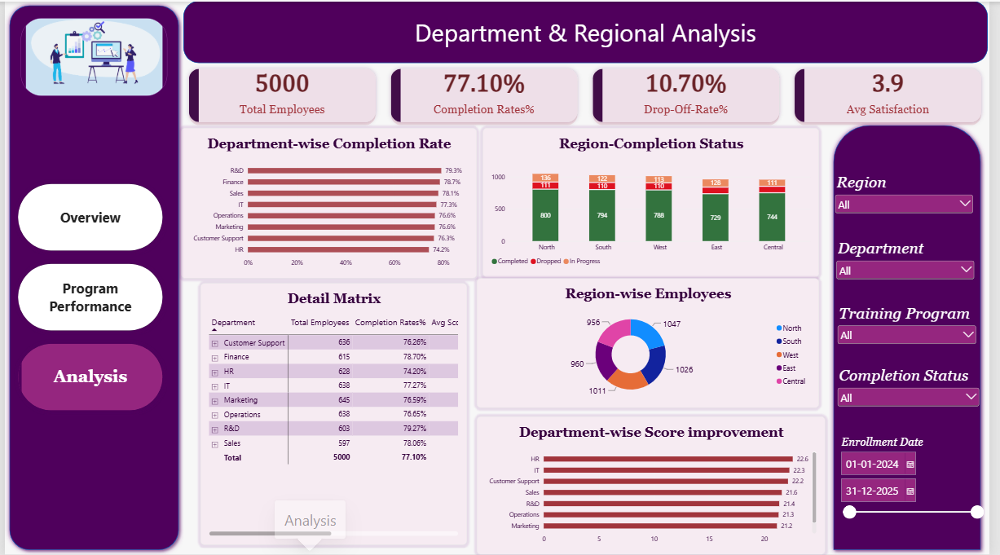 Department & Regional Analysis
5000
Total Employees
77.10%
Completion Rates%
10.70%
Drop-Off-Rate%
3.9
Avg Satisfaction
Overview
Program
Performance
Analysis
Department-wise Completion Rate
R&D 79.3%
Finance 78.7%
Sales 78.1%
IT 77.3%
Operations 76.6%
Marketing 76.6%
Customer Support 76.3%
HR 74.2%
0% 20% 40% 60% 80%
Region-Completion Status
1000
500
0
136 122 113 128 111
111 110 110
800 794 788 729 744
North South West East Central
Completed Dropped In Progress
Detail Matrix
Department Total Employees Completion Rates% Avg Sco
Customer Support 636 76.26%
Finance 615 78.70%
HR 628 74.20%
IT 638 77.27%
Marketing 645 76.59%
Operations 638 76.65%
R&D 603 79.27%
Sales 597 78.06%
Total 5000 77.10%
Analysis
Region-wise Employees
956 1047
960 1026
1011
North
South
West
East
Central
Department-wise Score improvement
HR 22.6
IT 22.3
Customer Support 22.2
Sales 21.6
R&D 21.4
Operations 21.3
Marketing 21.2
0 5 10 15 20
Region
All
Department
All
Training Program
All
Completion Status
All
Enrollment Date
01-01-2024
31-12-2025